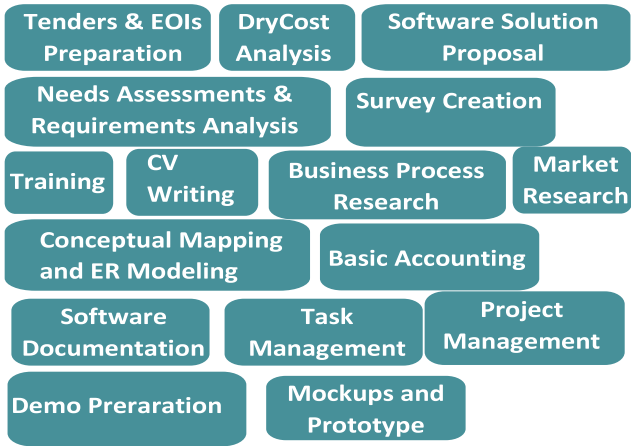 Tenders & EOIs
Preparation
DryCost
Analysis
Software Solution
Proposal
Needs Assessments &
Requirements Analysis
Survey Creation
Training
CV
Writing
Business Process
Research
Market
Research
Conceptual Mapping
and ER Modeling
Basic Accounting
Software
Documentation
Task
Management
Project
Management
Demo Preraration
Mockups and
Prototype